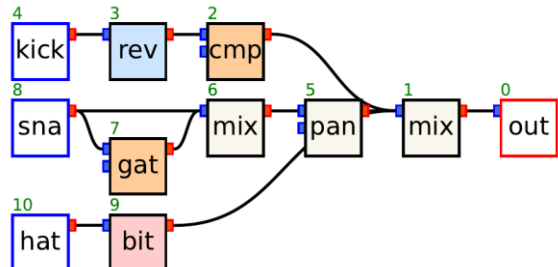 4 3 2
kick rev cmp
8 6 5 1 0
sna mix pan mix out
7
gat
10 9
hat bit